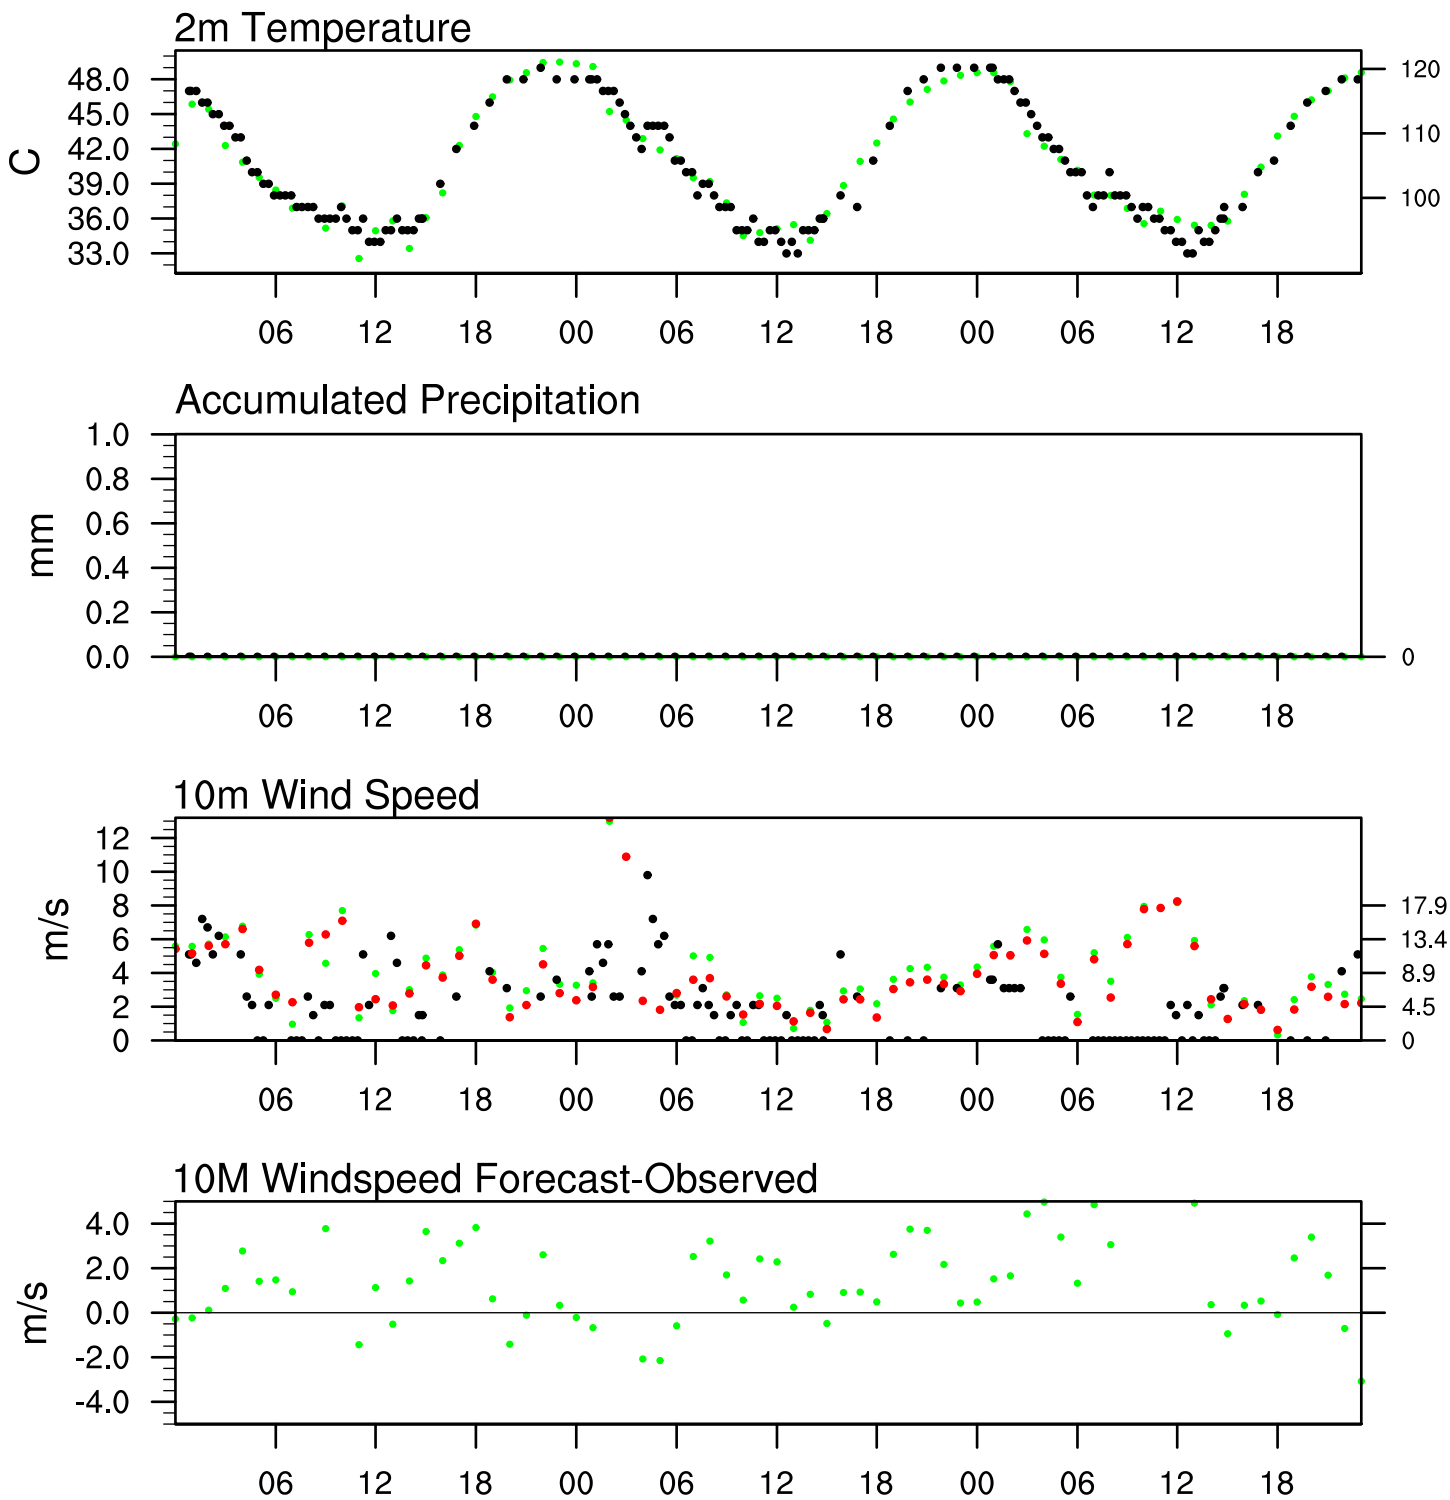 2m Temperature
48.0
45.0
42.0
39.0
36.0
33.0
C
120
110
100
06 12 18 00 06 12 18 00 06 12 18
Accumulated Precipitation
1.0
0.8
0.6
0.4
0.2
0.0
mm
0
06 12 18 00 06 12 18 00 06 12 18
10m Wind Speed
12
10
8
6
4
2
0
m/s
17.9
13.4
8.9
4.5
0
06 12 18 00 06 12 18 00 06 12 18
10M Windspeed Forecast-Observed
4.0
2.0
0.0
-2.0
-4.0
m/s
06 12 18 00 06 12 18 00 06 12 18